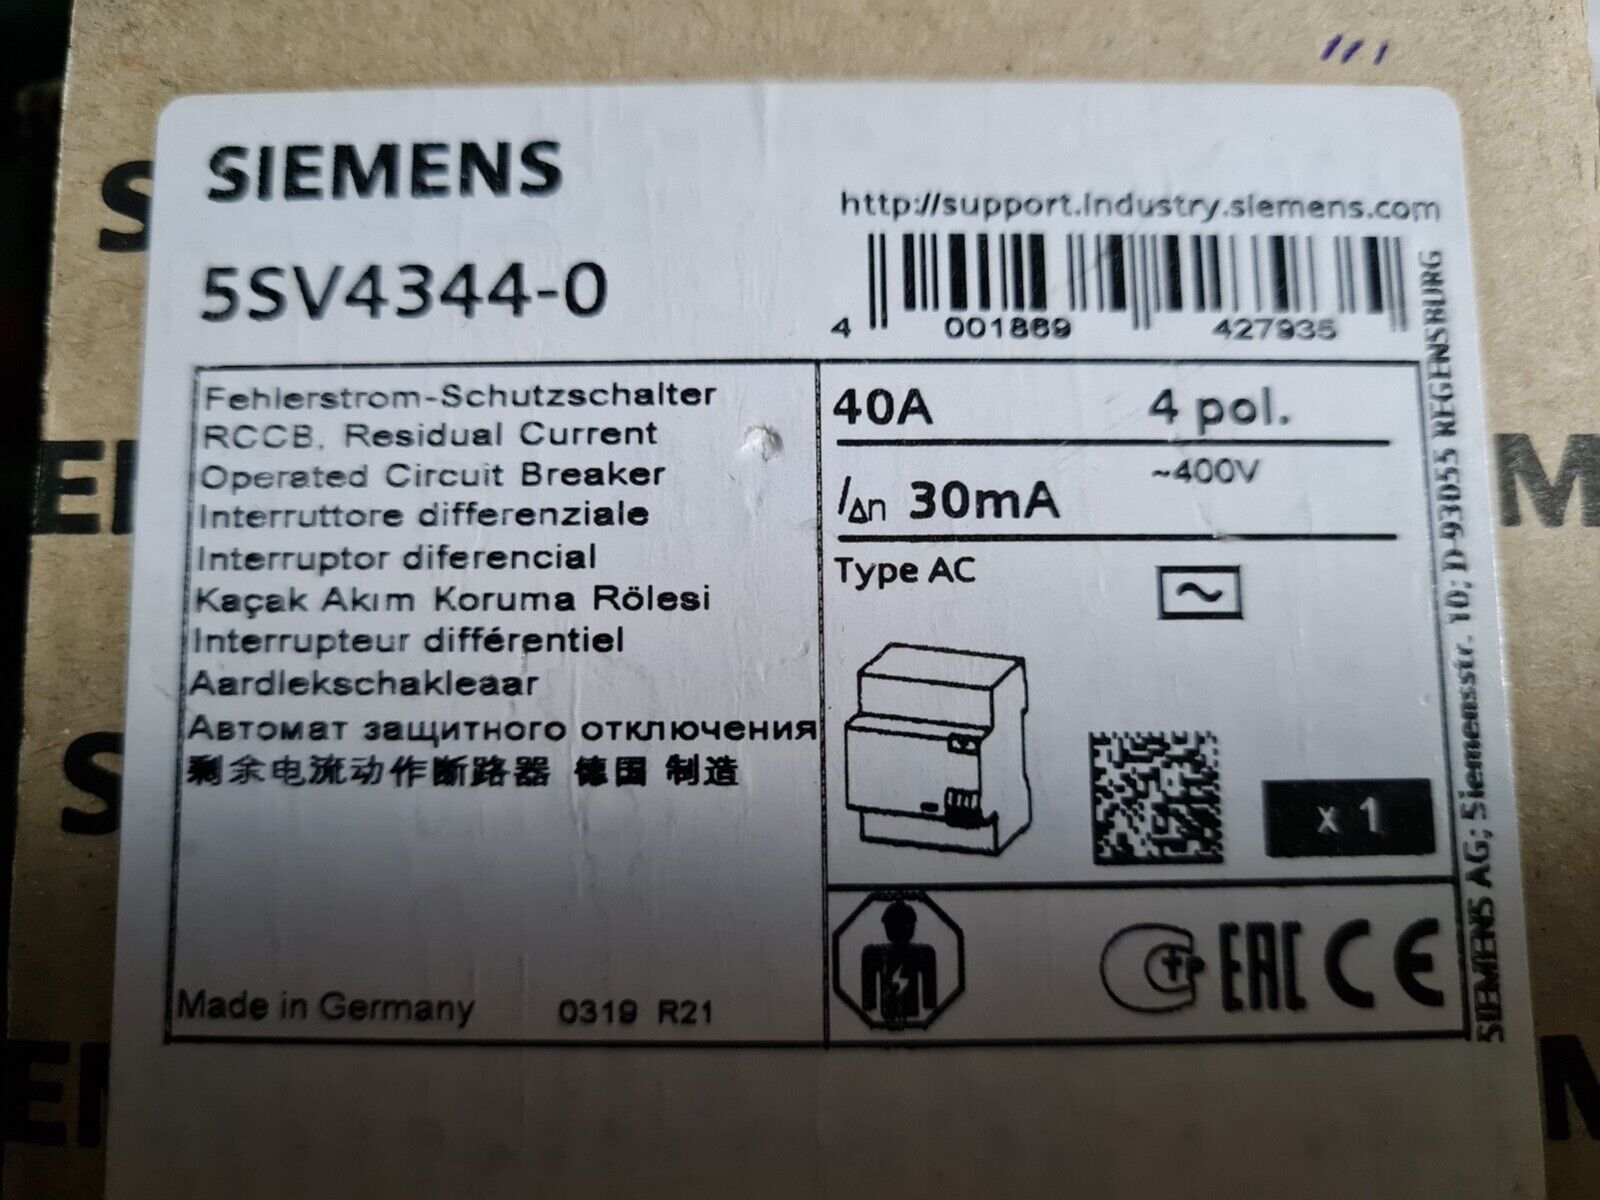 SIEMENS
http://support.industry.siemens.com
5SV4344-0
4 001869 427935
Fehlerstrom-Schutzschalter
RCCB, Residual Current
Operated Circuit Breaker
Interruttore differenziale
Interruptor diferencial
Kaçak Akım Koruma Rölesi
Interrupteur différentiel
Aardlekschakleaar
Автомат защитного отключения
剩余电流动作断路器 德国 制造
Made in Germany 0319 R21
40A 4 pol.
~400V
I∆n 30mA
Type AC
~
x 1
EAC CE
SIEMENS AG; Siemensstr. 10; D-93055 REGENSBURG